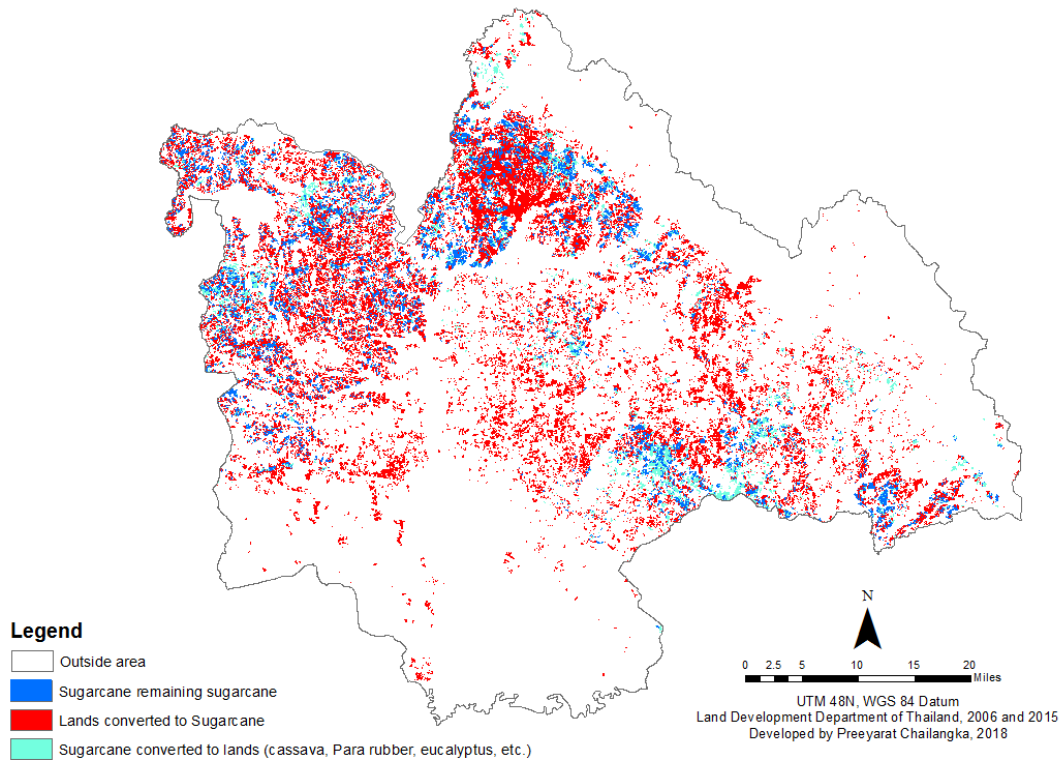 Legend
Outside area
Sugarcane remaining sugarcane
Lands converted to Sugarcane
Sugarcane converted to lands (cassava, Para rubber, eucalyptus, etc.)
N
0 2.5 5 10 15 20
Miles
UTM 48N, WGS 84 Datum
Land Development Department of Thailand, 2006 and 2015
Developed by Preeyarat Chailangka, 2018